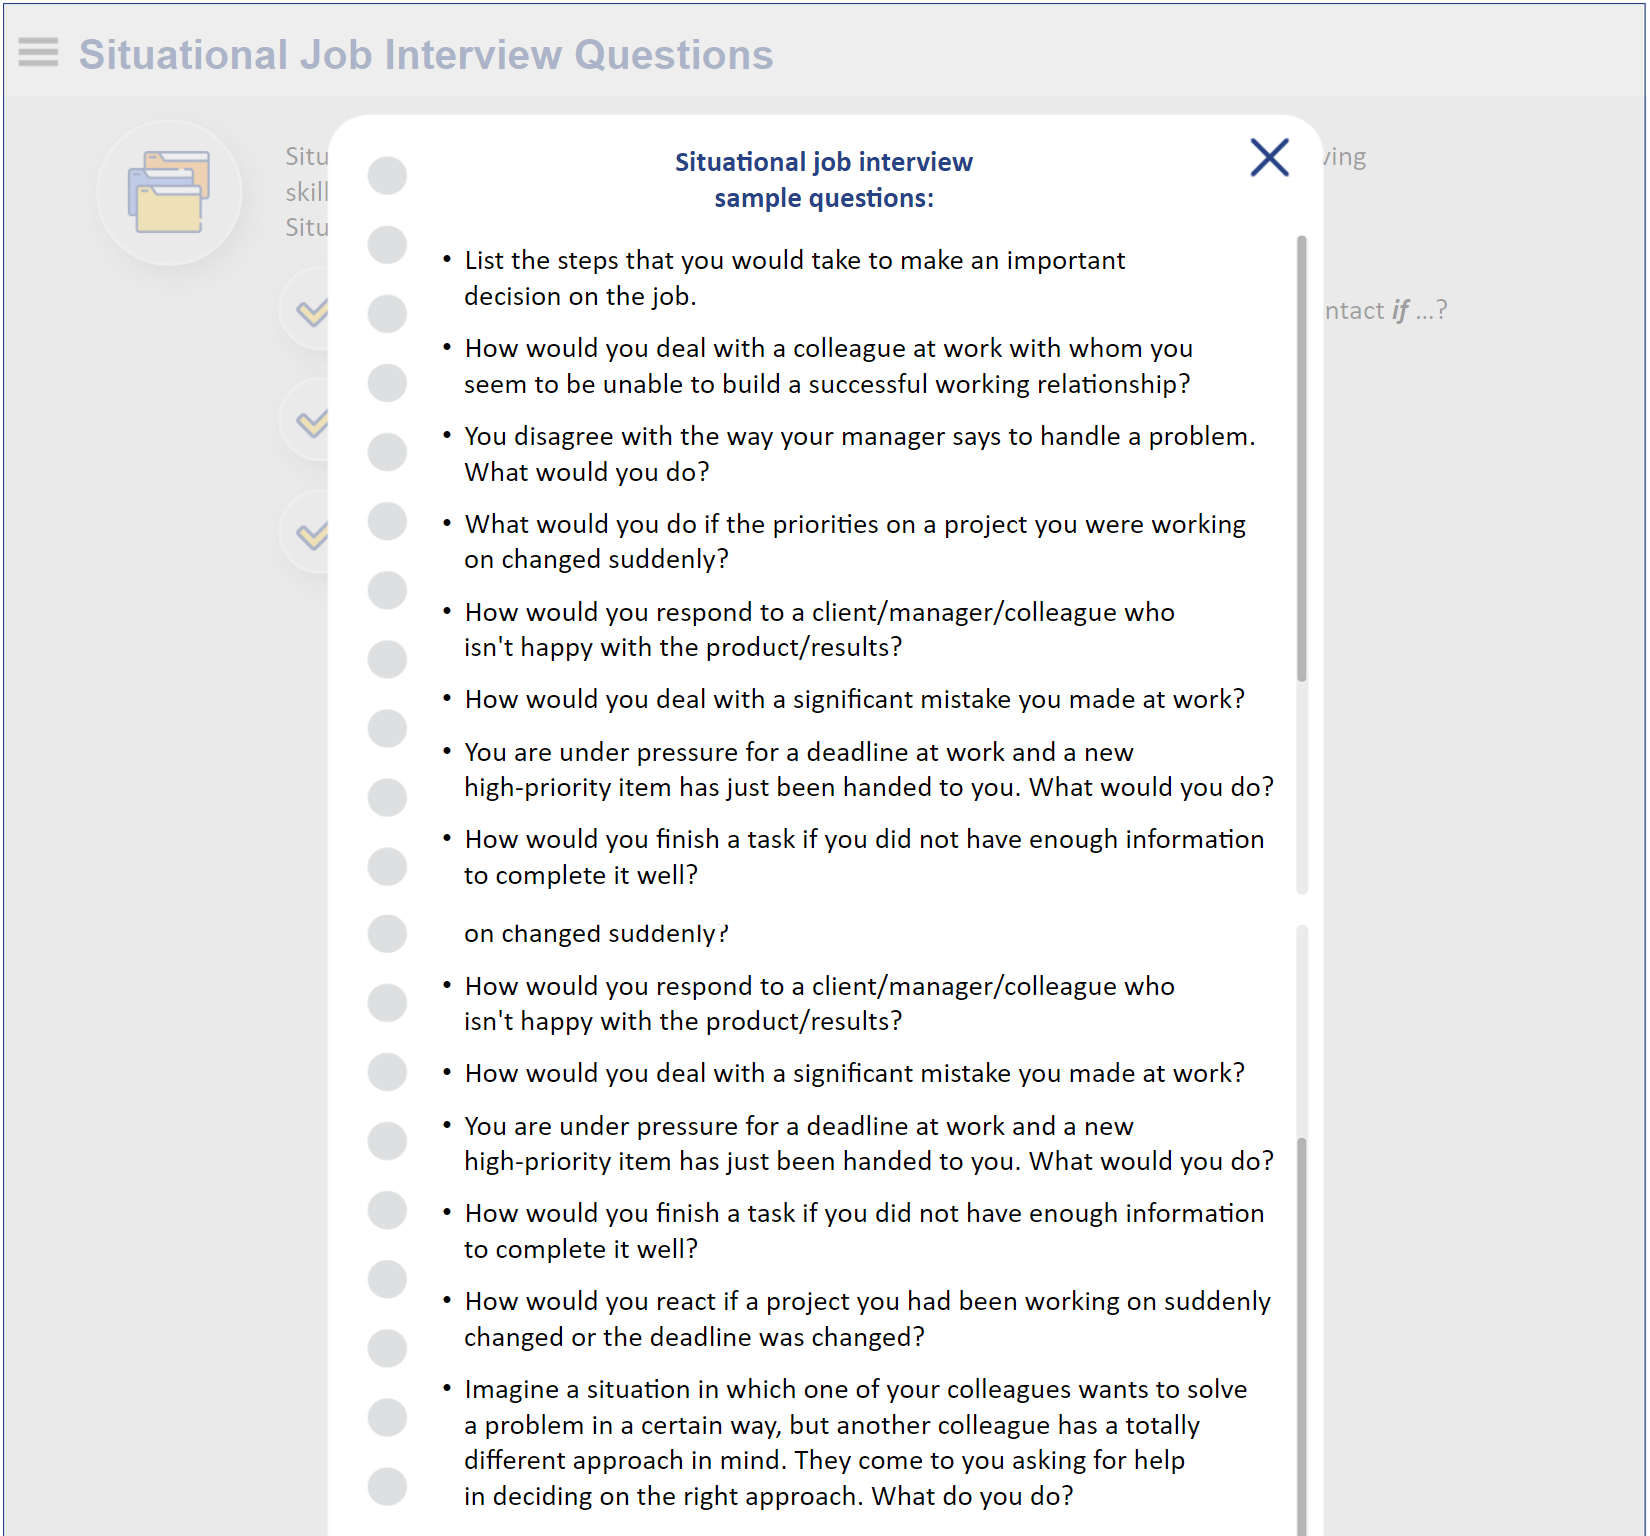 Situational Job Interview Questions
Situational job interview
sample questions:
Situ
skill
Situ
ving
ntact if ...?
• List the steps that you would take to make an important
decision on the job.
• How would you deal with a colleague at work with whom you
seem to be unable to build a successful working relationship?
• You disagree with the way your manager says to handle a problem.
What would you do?
• What would you do if the priorities on a project you were working
on changed suddenly?
• How would you respond to a client/manager/colleague who
isn't happy with the product/results?
• How would you deal with a significant mistake you made at work?
• You are under pressure for a deadline at work and a new
high-priority item has just been handed to you. What would you do?
• How would you finish a task if you did not have enough information
to complete it well?
on changed suddenly?
• How would you respond to a client/manager/colleague who
isn't happy with the product/results?
• How would you deal with a significant mistake you made at work?
• You are under pressure for a deadline at work and a new
high-priority item has just been handed to you. What would you do?
• How would you finish a task if you did not have enough information
to complete it well?
• How would you react if a project you had been working on suddenly
changed or the deadline was changed?
• Imagine a situation in which one of your colleagues wants to solve
a problem in a certain way, but another colleague has a totally
different approach in mind. They come to you asking for help
in deciding on the right approach. What do you do?